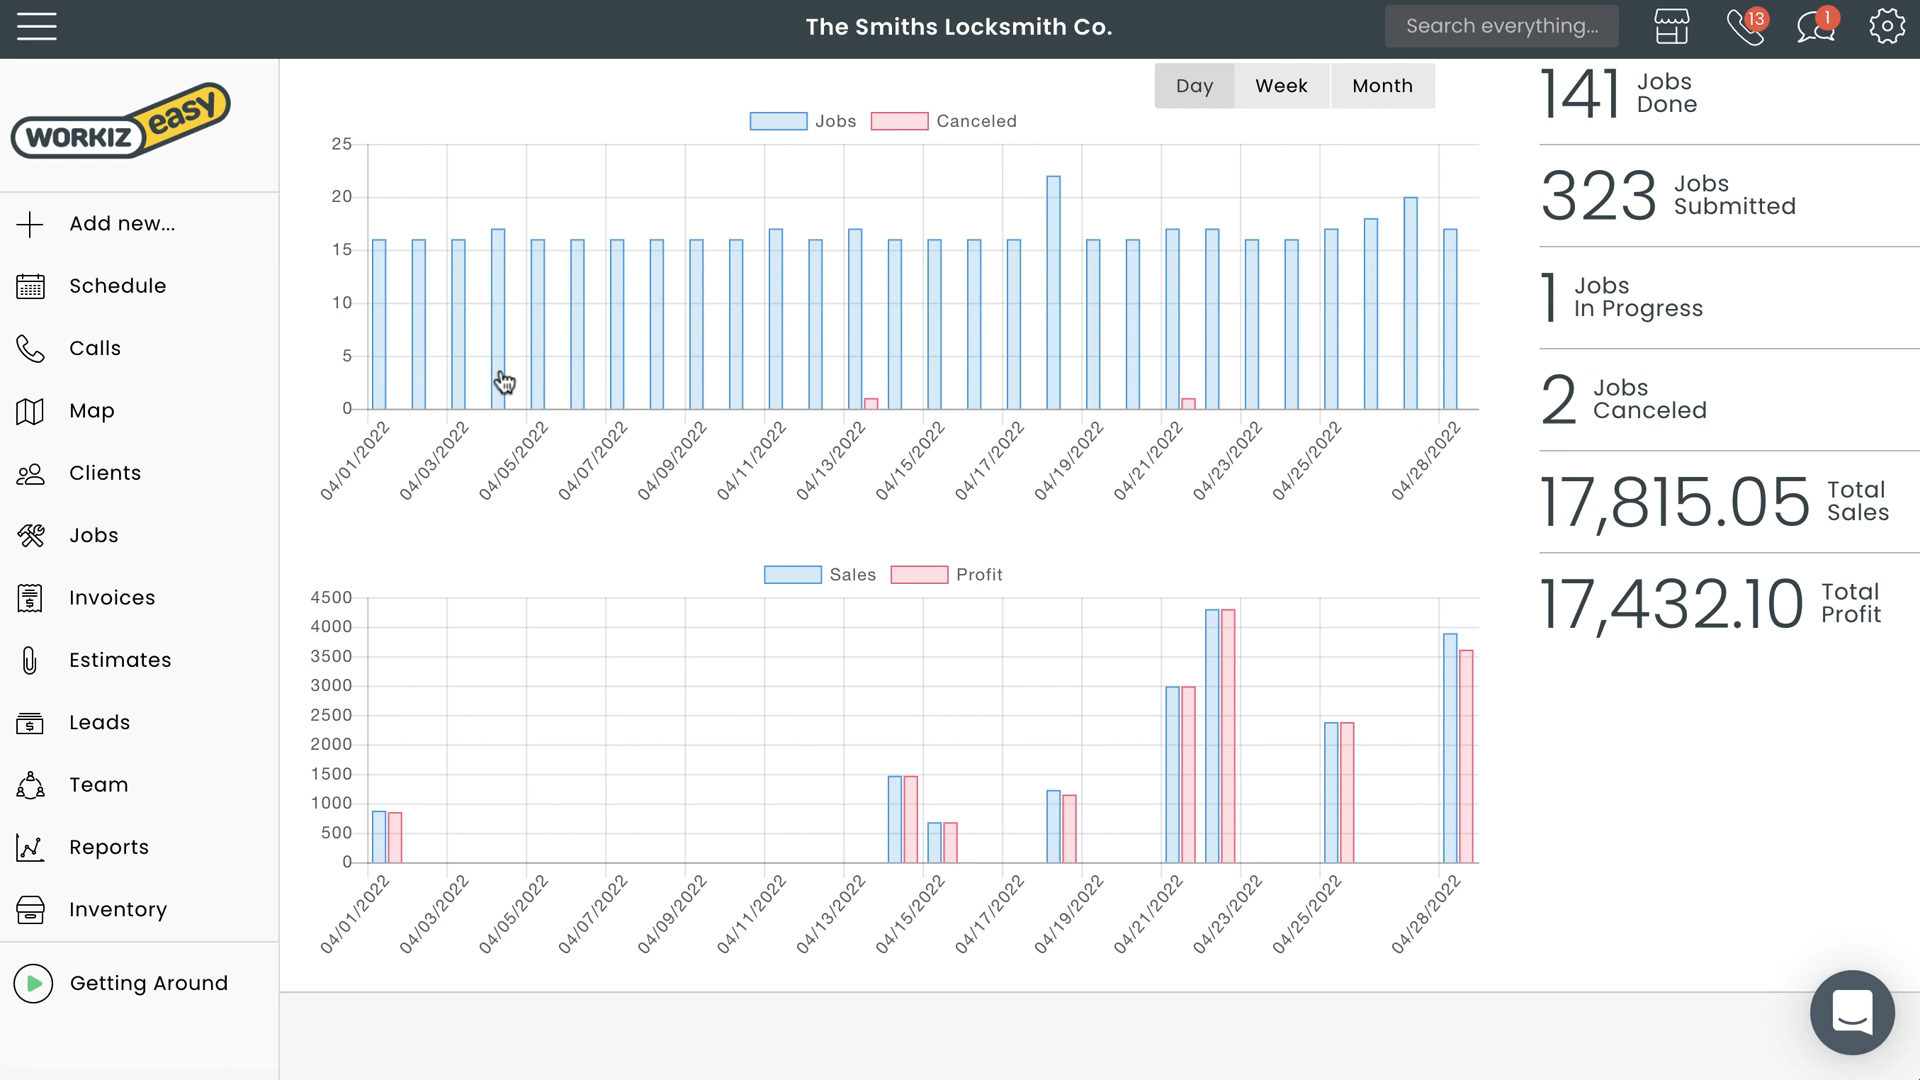 The Smiths Locksmith Co.
Search everything...
13
1
WORKIZ easy
Add new...
Schedule
Calls
Map
Clients
Jobs
Invoices
Estimates
Leads
Team
Reports
Inventory
Getting Around
Day Week Month
Jobs Canceled
25
20
15
10
5
0
04/01/2022 04/03/2022 04/05/2022 04/07/2022 04/09/2022 04/11/2022 04/13/2022 04/15/2022 04/17/2022 04/19/2022 04/21/2022 04/23/2022 04/25/2022 04/28/2022
Sales Profit
4500
4000
3500
3000
2500
2000
1500
1000
500
0
04/01/2022 04/03/2022 04/05/2022 04/07/2022 04/09/2022 04/11/2022 04/13/2022 04/15/2022 04/17/2022 04/19/2022 04/21/2022 04/23/2022 04/25/2022 04/28/2022
141 Jobs
Done
323 Jobs
Submitted
1 Jobs
In Progress
2 Jobs
Canceled
17,815.05 Total
Sales
17,432.10 Total
Profit